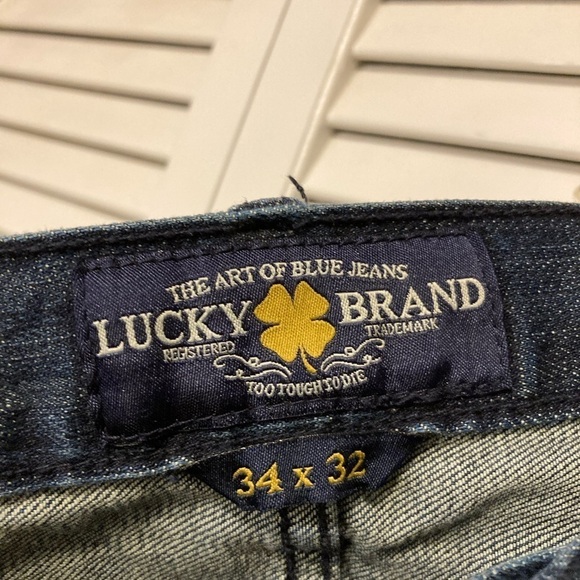 THE ART OF BLUE JEANS
LUCKY BRAND
REGISTERED TRADEMARK
TOO TOUGH TO DIE
34 x 32